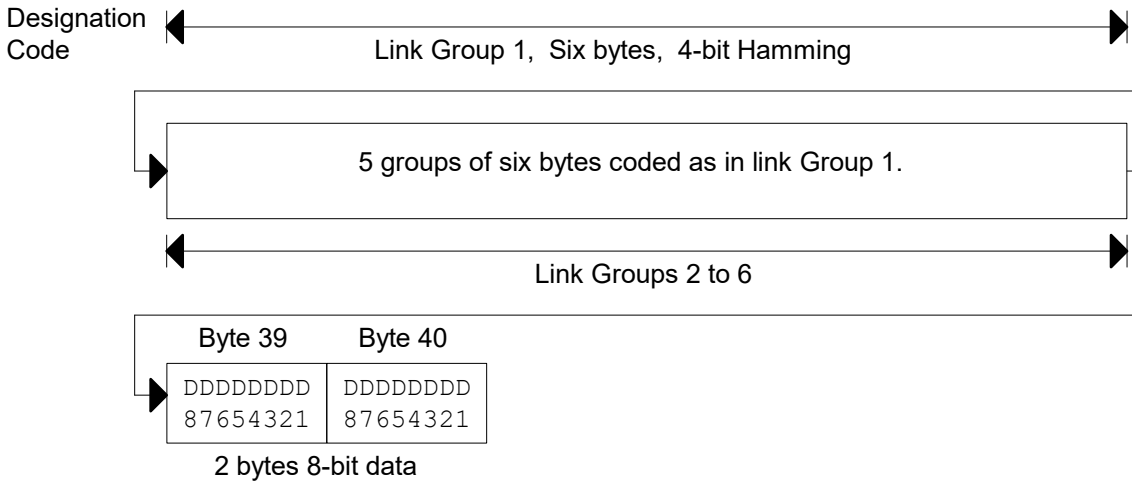 Designation
Code
Link Group 1, Six bytes, 4-bit Hamming
5 groups of six bytes coded as in link Group 1.
Link Groups 2 to 6
Byte 39 Byte 40
DDDDDDDD DDDDDDDD
87654321 87654321
2 bytes 8-bit data